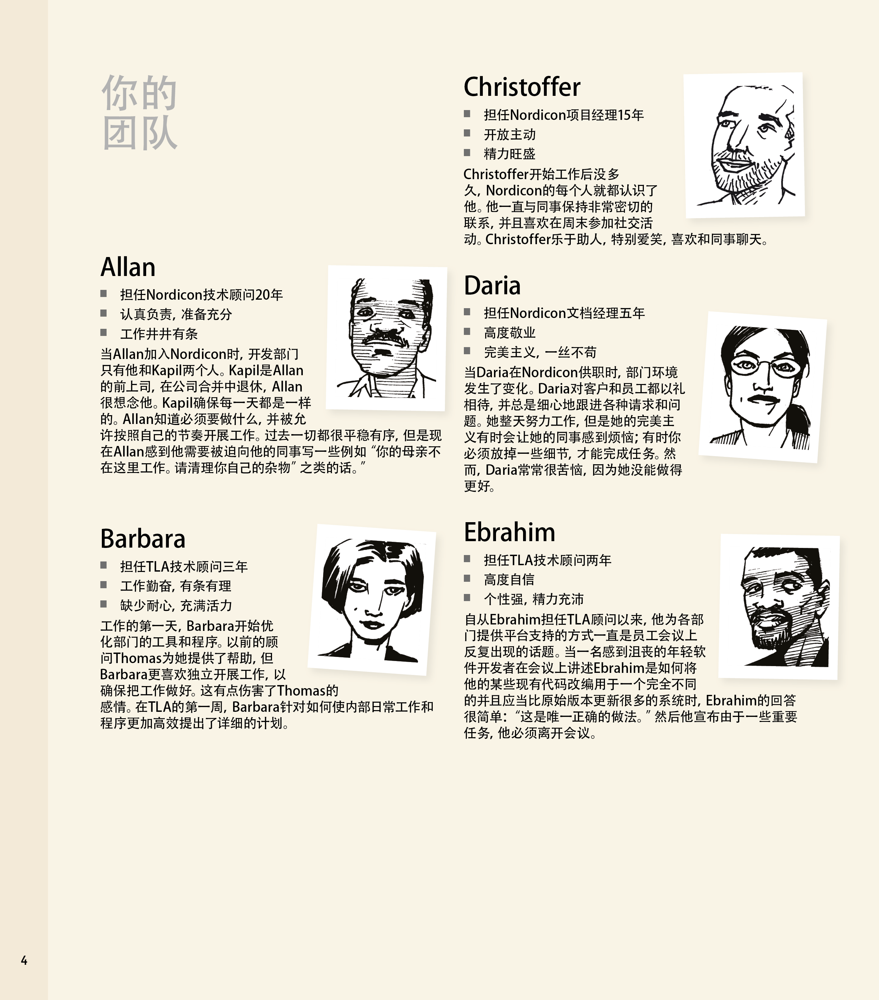 你的
团队
Allan
■ 担任Nordicon技术顾问20年
■ 认真负责, 准备充分
■ 工作井井有条
当Allan加入Nordicon时, 开发部门
只有他和Kapil两个人。Kapil是Allan
的前上司, 在公司合并中退休, Allan
很想念他。Kapil确保每一天都是一样
的。Allan知道必须要做什么, 并被允
许按照自己的节奏开展工作。过去一切都很平稳有序, 但是现
在Allan感到他需要被迫向他的同事写一些例如 “你的母亲不
在这里工作。请清理你自己的杂物” 之类的话。”
Barbara
■ 担任TLA技术顾问三年
■ 工作勤奋, 有条有理
■ 缺少耐心, 充满活力
工作的第一天, Barbara开始优
化部门的工具和程序。以前的顾
问Thomas为她提供了帮助, 但
Barbara更喜欢独立开展工作, 以
确保把工作做好。这有点伤害了Thomas的
感情。在TLA的第一周, Barbara针对如何使内部日常工作和
程序更加高效提出了详细的计划。
Christoffer
■ 担任Nordicon项目经理15年
■ 开放主动
■ 精力旺盛
Christoffer开始工作后没多
久, Nordicon的每个人就都认识了
他。他一直与同事保持非常密切的
联系, 并且喜欢在周末参加社交活
动。Christoffer乐于助人, 特别爱笑, 喜欢和同事聊天。
Daria
■ 担任Nordicon文档经理五年
■ 高度敬业
■ 完美主义, 一丝不苟
当Daria在Nordicon供职时, 部门环境
发生了变化。Daria对客户和员工都以礼
相待, 并总是细心地跟进各种请求和问
题。她整天努力工作, 但是她的完美主
义有时会让她的同事感到烦恼; 有时你
必须放掉一些细节, 才能完成任务。然
而, Daria常常很苦恼, 因为她没能做得
更好。
Ebrahim
■ 担任TLA技术顾问两年
■ 高度自信
■ 个性强, 精力充沛
自从Ebrahim担任TLA顾问以来, 他为各部
门提供平台支持的方式一直是员工会议上
反复出现的话题。当一名感到沮丧的年轻软
件开发者在会议上讲述Ebrahim是如何将
他的某些现有代码改编用于一个完全不同
的并且应当比原始版本更新很多的系统时, Ebrahim的回答
很简单: “这是唯一正确的做法。” 然后他宣布由于一些重要
任务, 他必须离开会议。
4